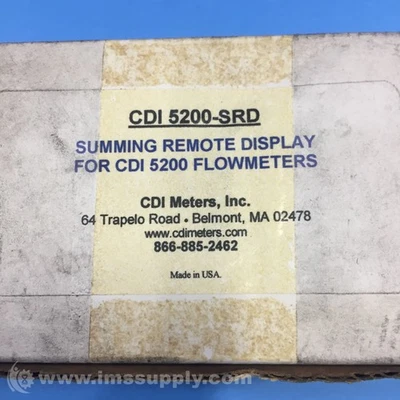 CDI 5200-SRD
SUMMING REMOTE DISPLAY
FOR CDI 5200 FLOWMETERS
CDI Meters, Inc.
64 Trapelo Road • Belmont, MA 02478
www.cdimeters.com
866-885-2462
Made in USA.
www.imssupply.com